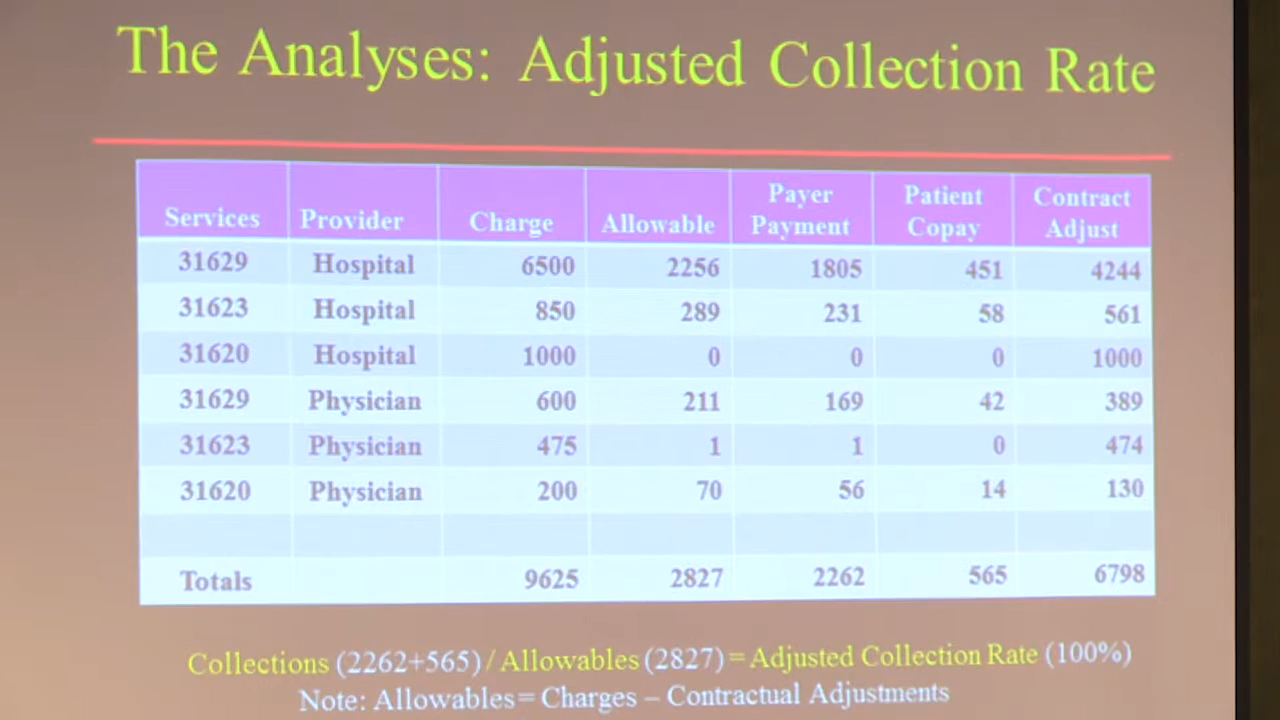 The Analyses: Adjusted Collection Rate
Services Provider Charge Allowable Payer Payment Patient Copay Contract Adjust
31629 Hospital 6500 2256 1805 451 4244
31623 Hospital 850 289 231 58 561
31620 Hospital 1000 0 0 0 1000
31629 Physician 600 211 169 42 389
31623 Physician 475 1 1 0 474
31620 Physician 200 70 56 14 130
Totals 9625 2827 2262 565 6798
Collections (2262+565) / Allowables (2827) = Adjusted Collection Rate (100%)
Note: Allowables= Charges – Contractual Adjustments